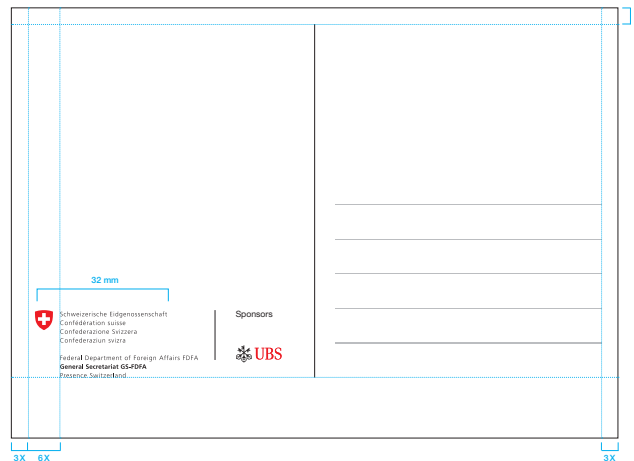 32 mm
Schweizerische Eidgenossenschaft
Confédération suisse
Confederazione Svizzera
Confederaziun svizra
Federal Department of Foreign Affairs FDFA
General Secretariat GS-FDFA
Presence Switzerland
Sponsors
UBS
3X
6X
3X